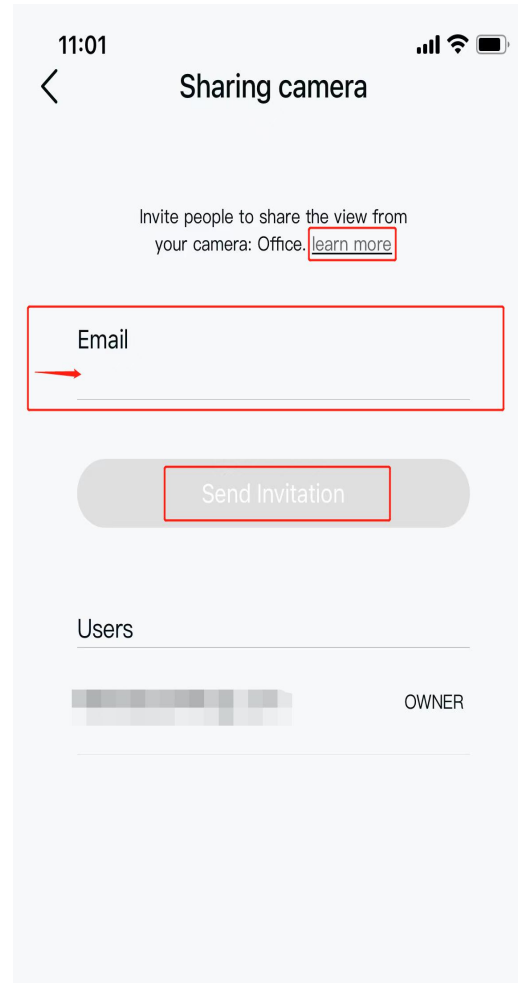 11:01
Sharing camera
Invite people to share the view from
your camera: Office. learn more
Email
Send Invitation
Users
OWNER